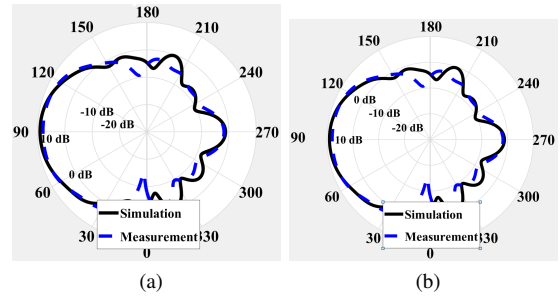 180
150
210
120
240
-10 dB
-20 dB
90
10 dB
270
0 dB
60
300
Simulation
Measurement
30
330
0
(a)
180
150
210
120
240
0 dB
-10 dB
-20 dB
90
10 dB
270
60
300
Simulation
Measurement
30
330
0
(b)